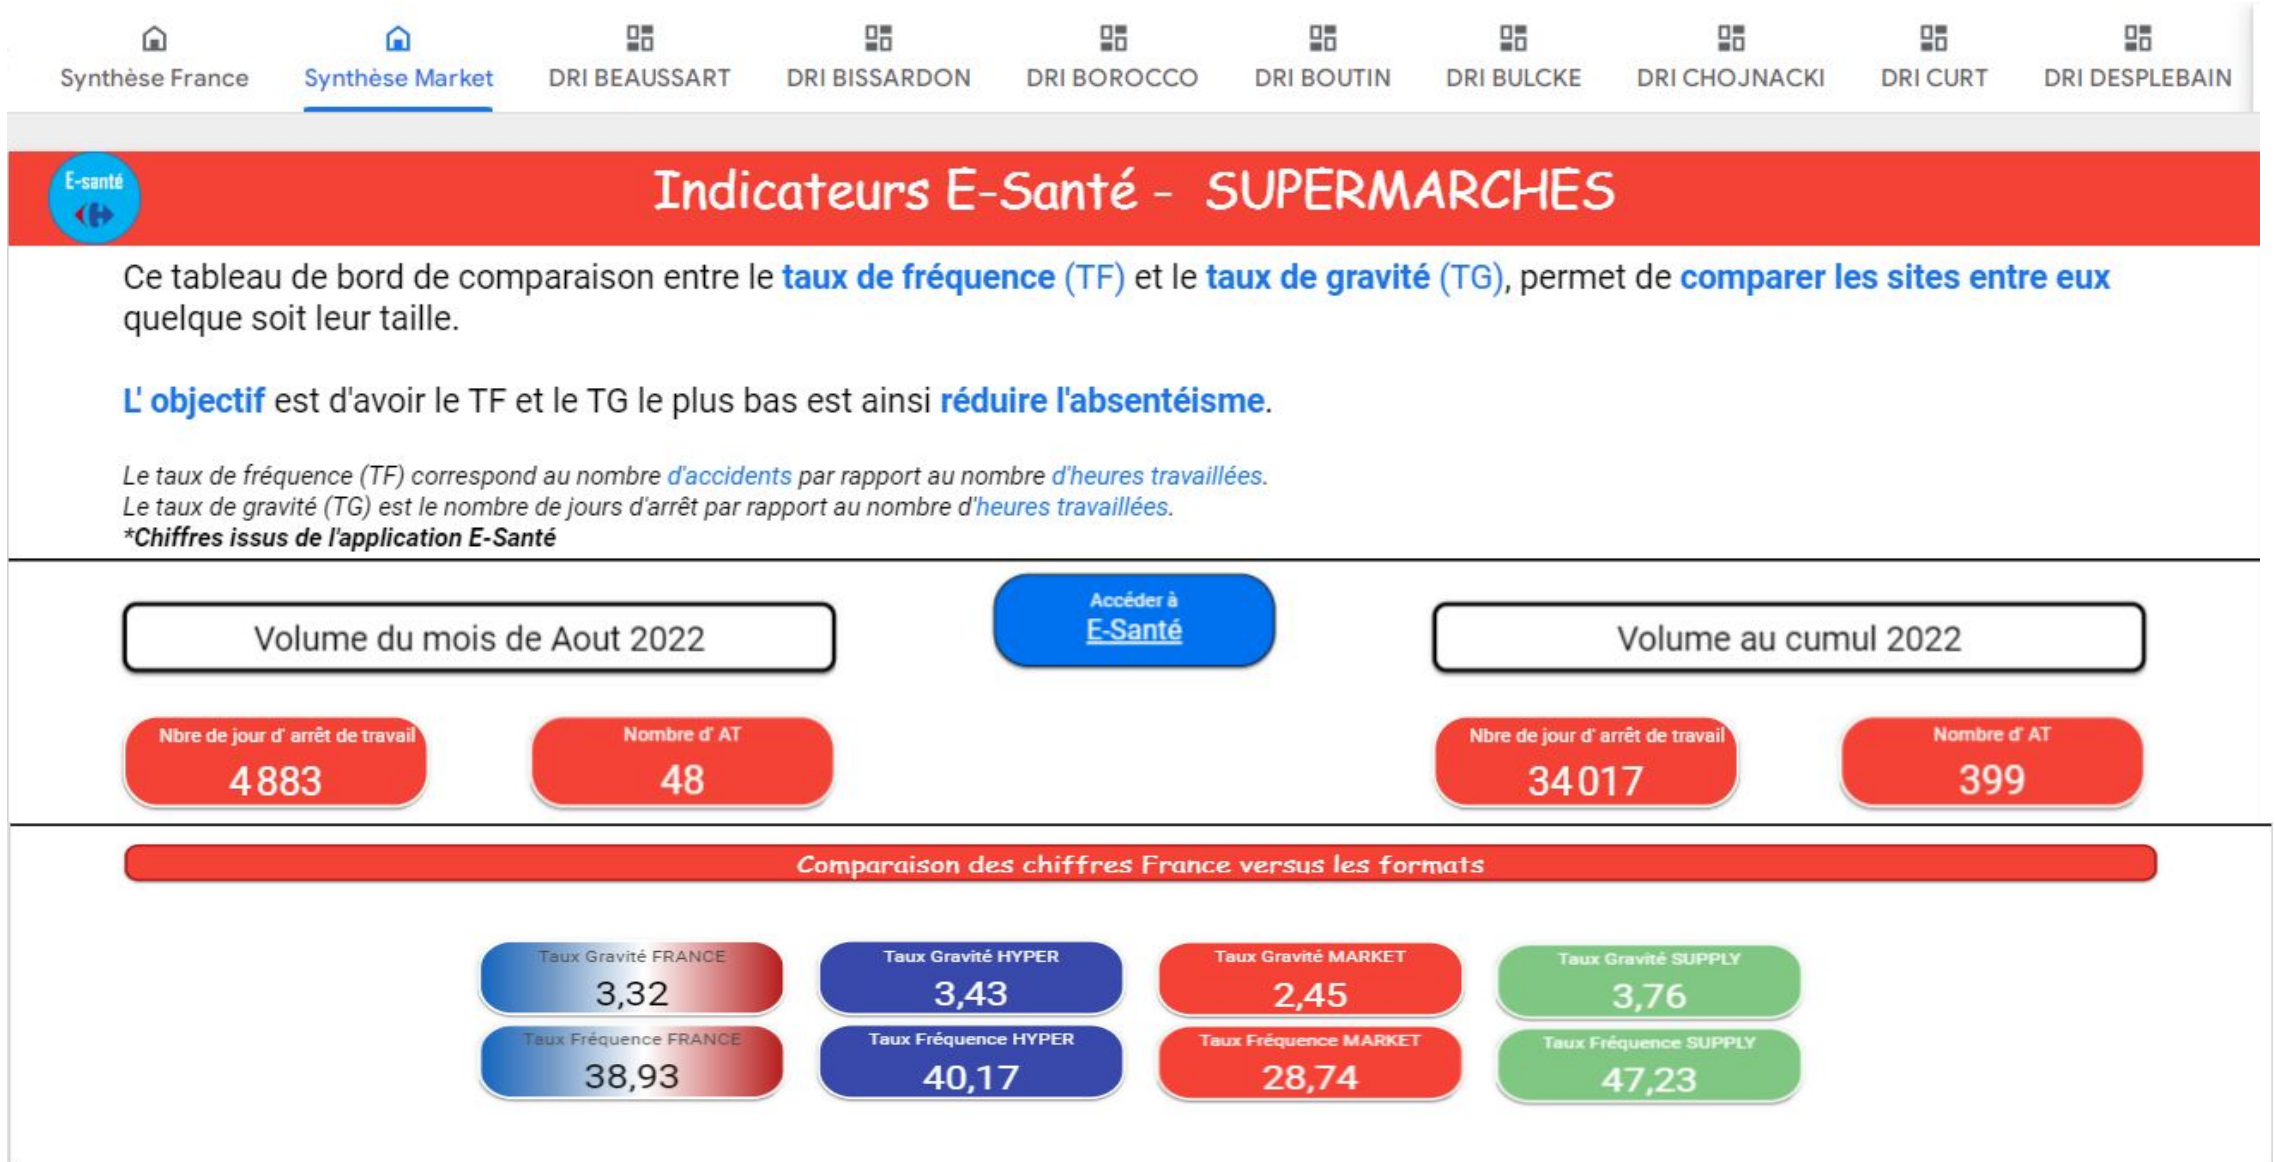 Synthèse France
Synthèse Market
DRI BEAUSSART
DRI BISSARDON
DRI BOROCCO
DRI BOUTIN
DRI BULCKE
DRI CHOJNACKI
DRI CURT
DRI DESPLEBAIN
E-santé
Indicateurs E-Santé - SUPERMARCHES
Ce tableau de bord de comparaison entre le taux de fréquence (TF) et le taux de gravité (TG), permet de comparer les sites entre eux
quelque soit leur taille.
L' objectif est d'avoir le TF et le TG le plus bas est ainsi réduire l'absentéisme.
Le taux de fréquence (TF) correspond au nombre d'accidents par rapport au nombre d'heures travaillées.
Le taux de gravité (TG) est le nombre de jours d'arrêt par rapport au nombre d'heures travaillées.
*Chiffres issus de l'application E-Santé
Volume du mois de Aout 2022
Accéder à
E-Santé
Volume au cumul 2022
Nbre de jour d' arrêt de travail
4 883
Nombre d' AT
48
Nbre de jour d' arrêt de travail
34 017
Nombre d' AT
399
Comparaison des chiffres France versus les formats
Taux Gravité FRANCE
3,32
Taux Gravité HYPER
3,43
Taux Gravité MARKET
2,45
Taux Gravité SUPPLY
3,76
Taux Fréquence FRANCE
38,93
Taux Fréquence HYPER
40,17
Taux Fréquence MARKET
28,74
Taux Fréquence SUPPLY
47,23